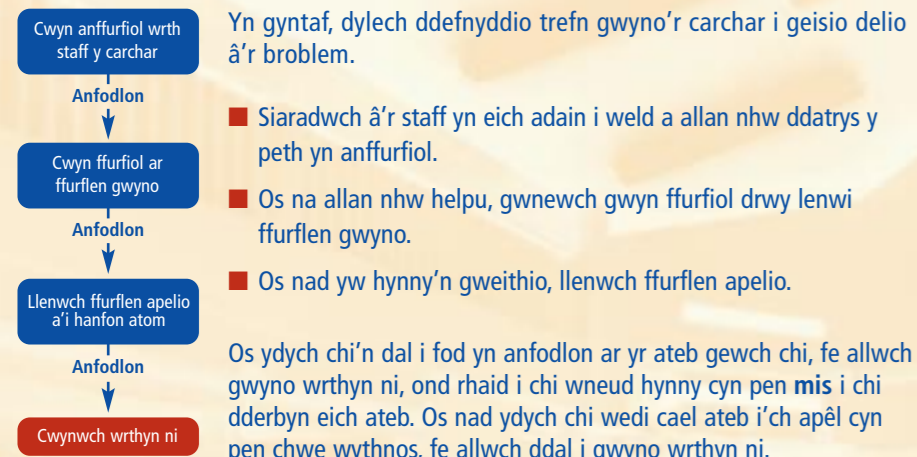 Cwyn anffurfiol wrth
staff y carchar
Anfodlon
Cwyn ffurfiol ar
ffurflen gwyno
Anfodlon
Llenwch ffurflen apelio
a'i hanfon atom
Anfodlon
Cwynwch wrthyn ni
Yn gyntaf, dylech ddefnyddio trefn gwyno'r carchar i geisio delio
â'r broblem.
■ Siaradwch â'r staff yn eich adain i weld a allan nhw ddatrys y
peth yn anffurfiol.
■ Os na allan nhw helpu, gwnewch gwyn ffurfiol drwy lenwi
ffurflen gwyno.
■ Os nad yw hynny'n gweithio, llenwch ffurflen apelio.
Os ydych chi'n dal i fod yn anfodlon ar yr ateb gewch chi, fe allwch
gwyno wrthyn ni, ond rhaid i chi wneud hynny cyn pen mis i chi
dderbyn eich ateb. Os nad ydych chi wedi cael ateb i'ch apêl cyn
pen chwe wythnos, fe allwch ddal i gwyno wrthyn ni.